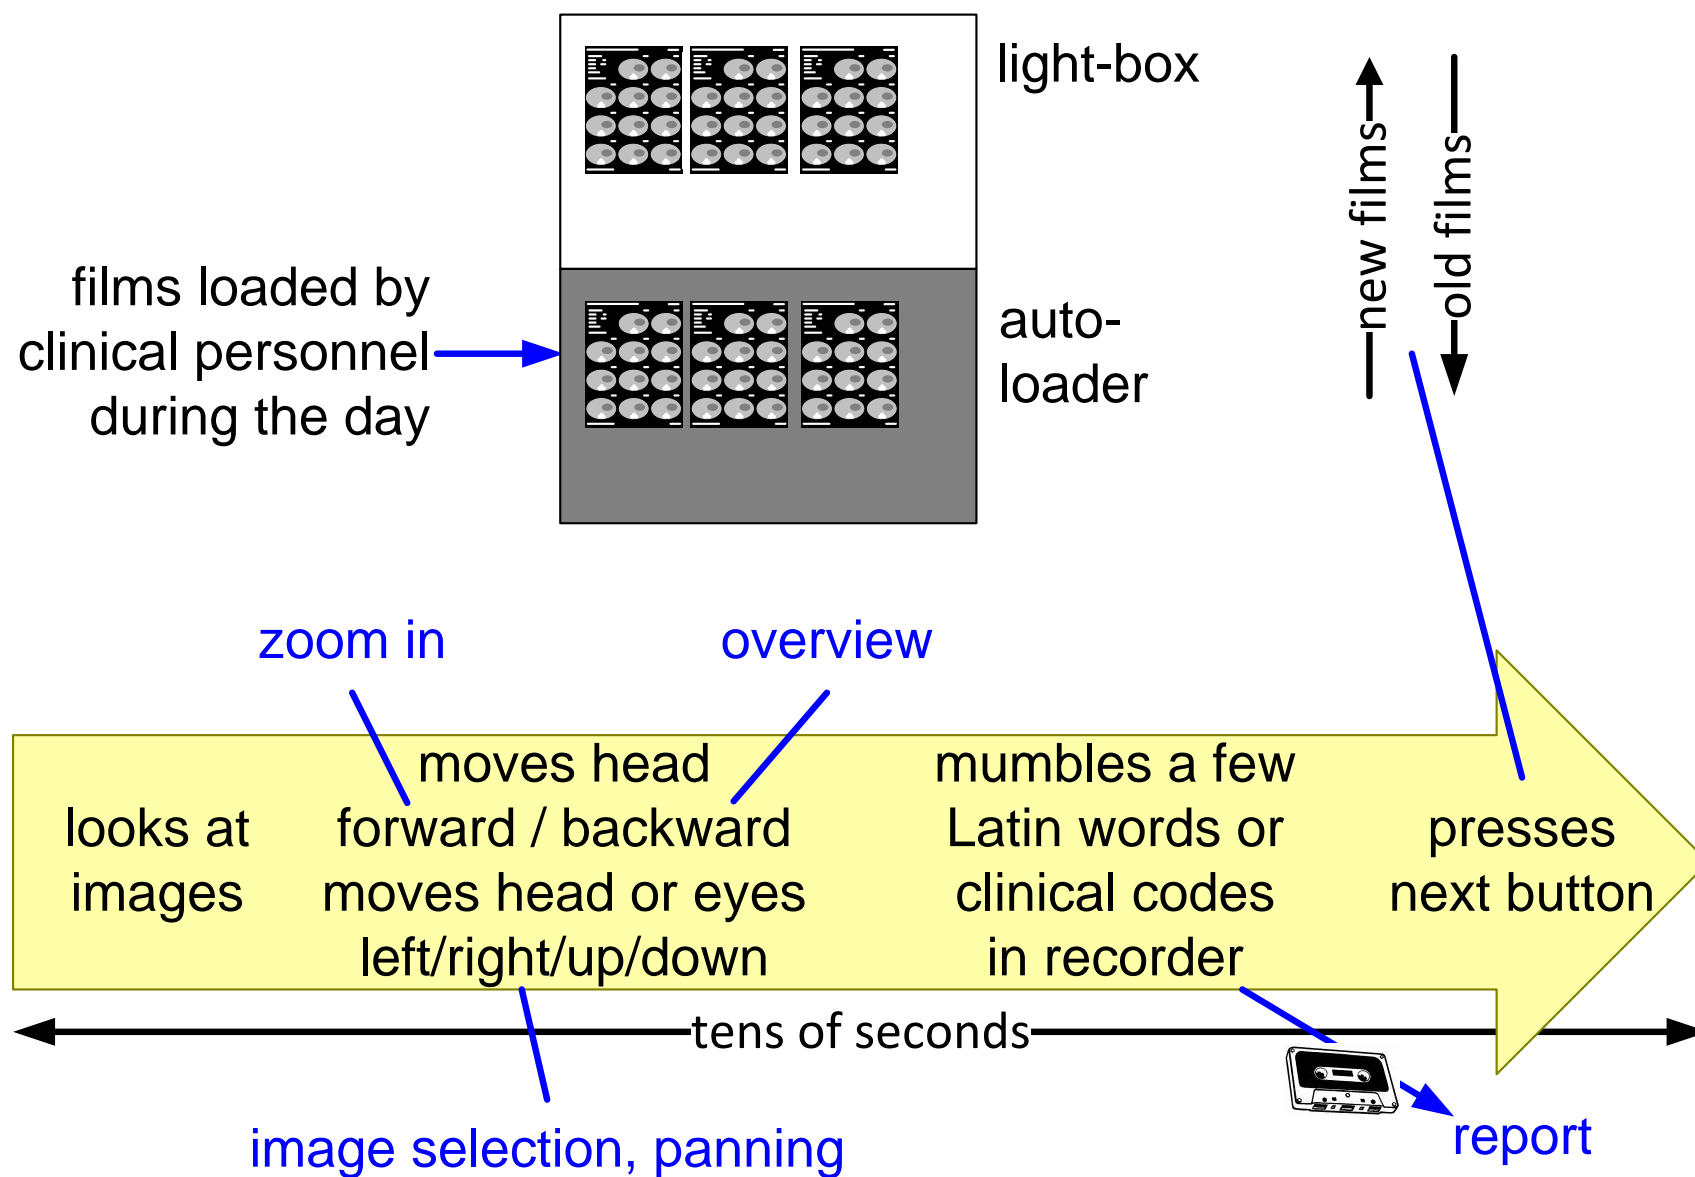 light-box
new films
old films
films loaded by
clinical personnel
during the day
auto-
loader
zoom in
overview
looks at
images
moves head
forward / backward
moves head or eyes
left/right/up/down
mumbles a few
Latin words or
clinical codes
in recorder
presses
next button
tens of seconds
image selection, panning
report